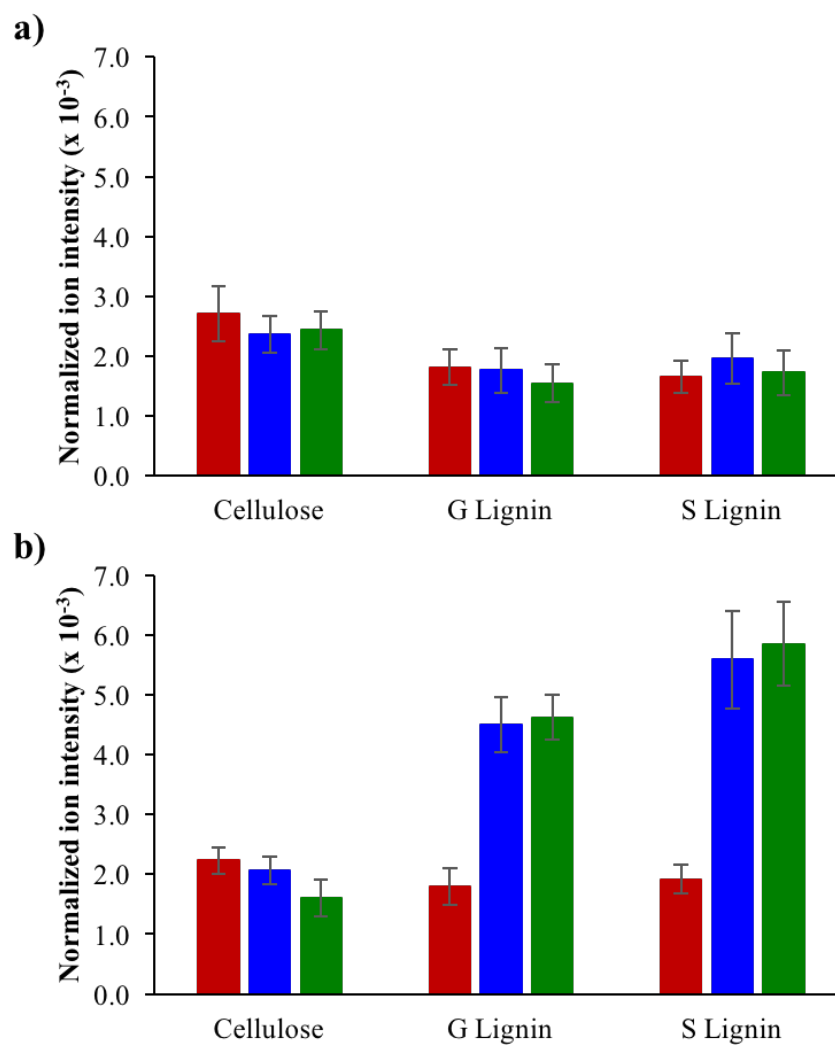 a)
Normalized ion intensity (x 10⁻³)
7.0
6.0
5.0
4.0
3.0
2.0
1.0
0.0
Cellulose G Lignin S Lignin
b)
Normalized ion intensity (x 10⁻³)
7.0
6.0
5.0
4.0
3.0
2.0
1.0
0.0
Cellulose G Lignin S Lignin